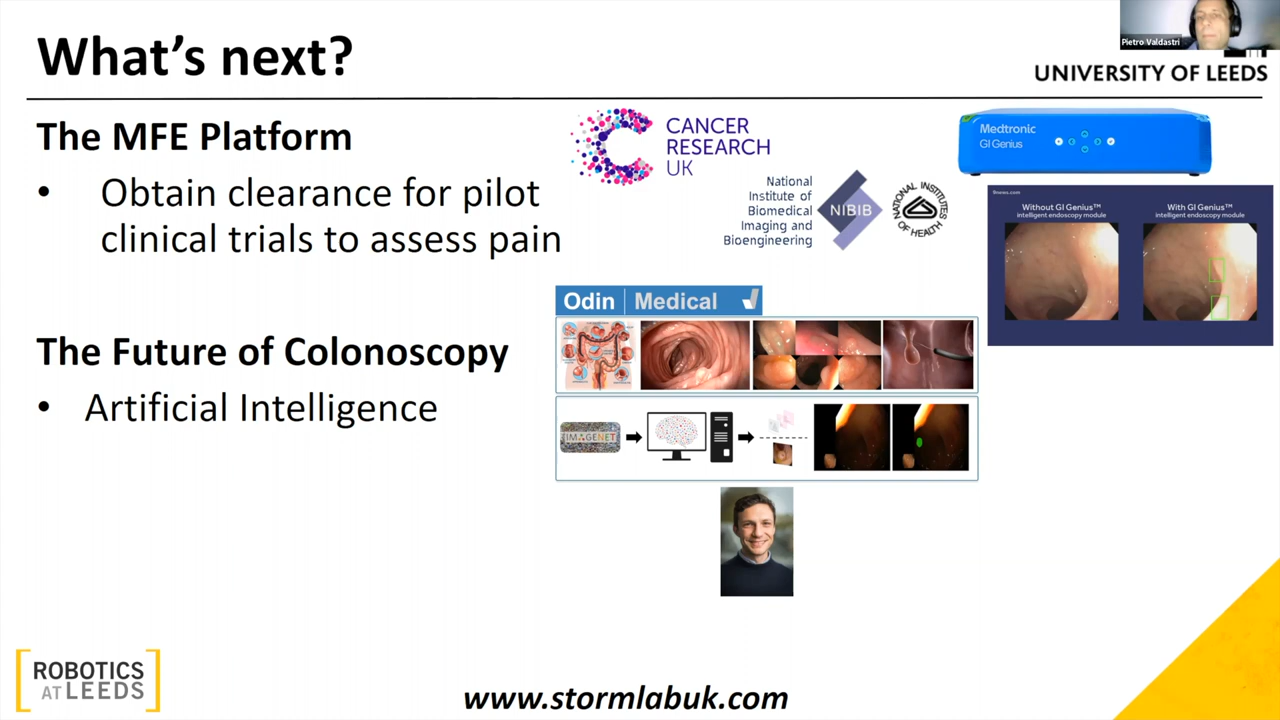 What's next?
Pietro Valdastri
UNIVERSITY OF LEEDS
The MFE Platform
• Obtain clearance for pilot
clinical trials to assess pain
CANCER
RESEARCH
UK
National
Institute of
Biomedical
Imaging and
Bioengineering
NIBIB
NATIONAL INSTITUTES OF HEALTH
Medtronic
GI Genius
Without GI Genius™
intelligent endoscopy module
With GI Genius™
intelligent endoscopy module
Odin Medical
The Future of Colonoscopy
• Artificial Intelligence
IMAGENET
ROBOTICS
AT LEEDS
www.stormlabuk.com